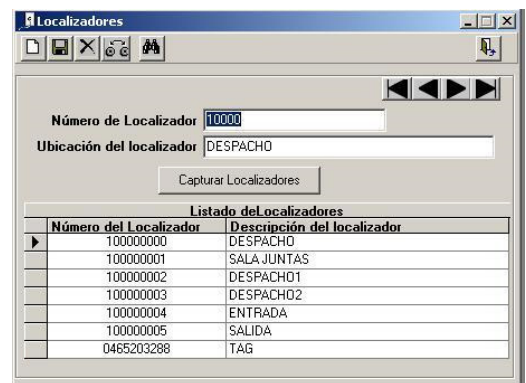 Localizadores
Número de Localizador 10000
Ubicación del localizador DESPACHO
Capturar Localizadores
Listado deLocalizadores
Número del Localizador Descripción del localizador
100000000 DESPACHO
100000001 SALA JUNTAS
100000002 DESPACHO1
100000003 DESPACHO2
100000004 ENTRADA
100000005 SALIDA
0465203288 TAG